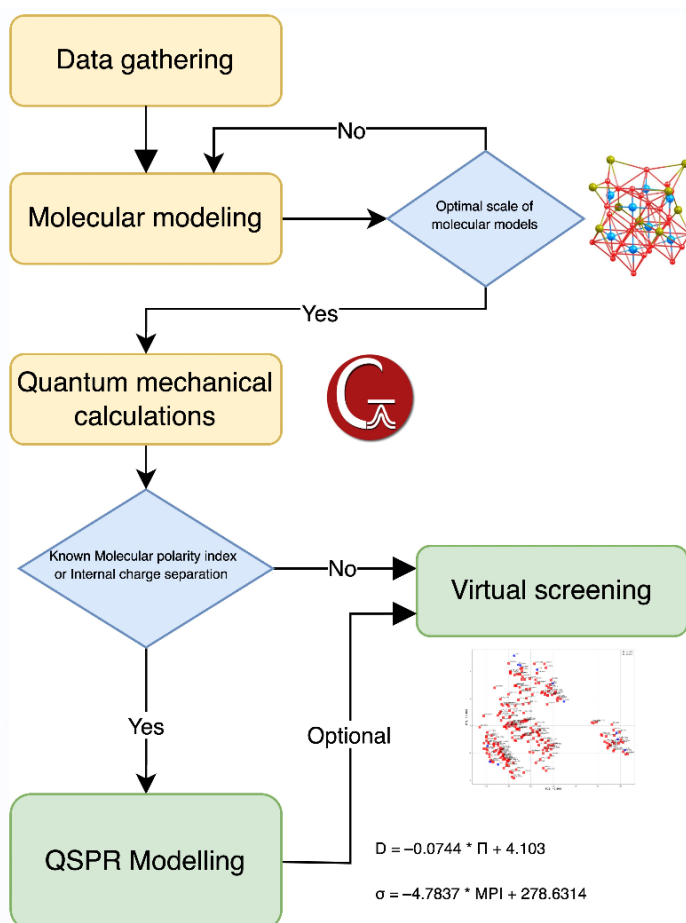 Data gathering
No
Molecular modeling
Optimal scale of
molecular models
Yes
Quantum mechanical
calculations
Known Molecular polarity index
or Internal charge separation
No
Virtual screening
Yes
Optional
QSPR Modelling
D = −0.0744 * Π + 4.103
σ = −4.7837 * MPI + 278.6314